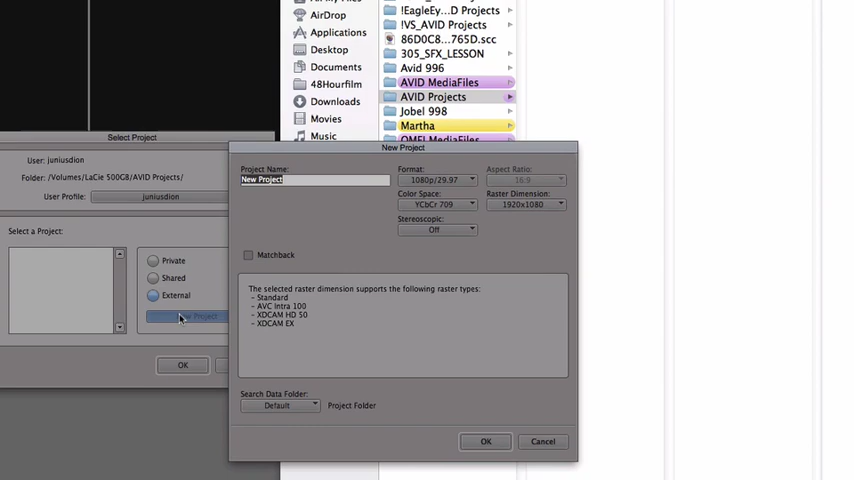 AirDrop
Applications
Desktop
Documents
48Hourfilm
Downloads
Movies
Music
!EagleEy...D Projects
!VS_AVID Projects
86D0C8...765D.scc
305_SFX_LESSON
Avid 996
AVID MediaFiles
AVID Projects
Jobel 998
Martha
OMFI MediaFiles
Select Project
User: juniusdion
Folder: /Volumes/LaCie 500GB/AVID Projects/
User Profile: juniusdion
Select a Project:
Private
Shared
External
New Project
OK
New Project
Project Name:
New Project
Format:
1080p/29.97
Aspect Ratio:
16:9
Color Space:
YCbCr 709
Raster Dimension:
1920x1080
Stereoscopic:
Off
Matchback
The selected raster dimension supports the following raster types:
- Standard
- AVC Intra 100
- XDCAM HD 50
- XDCAM EX
Search Data Folder:
Default
Project Folder
OK
Cancel